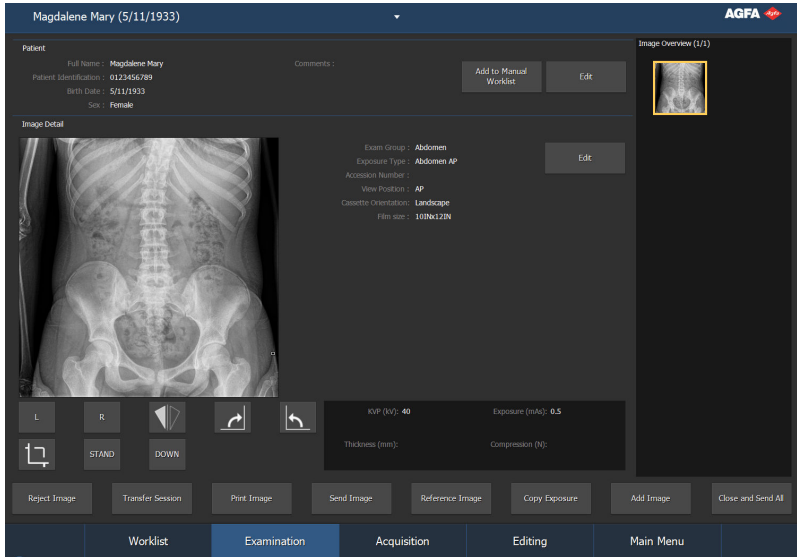 Magdalene Mary (5/11/1933)
AGFA
Patient
Full Name : Magdalene Mary
Comments :
Patient Identification : 0123456789
Birth Date : 5/11/1933
Sex : Female
Add to Manual
Worklist
Edit
Image Overview (1/1)
Image Detail
Exam Group : Abdomen
Exposure Type : Abdomen AP
Accession Number :
View Position : AP
Cassette Orientation: Landscape
Film size : 10INx12IN
Edit
L
R
STAND
DOWN
KVP (kV): 40
Exposure (mAs): 0.5
Thickness (mm):
Compression (N):
Reject Image
Transfer Session
Print Image
Send Image
Reference Image
Copy Exposure
Add Image
Close and Send All
Worklist
Examination
Acquisition
Editing
Main Menu